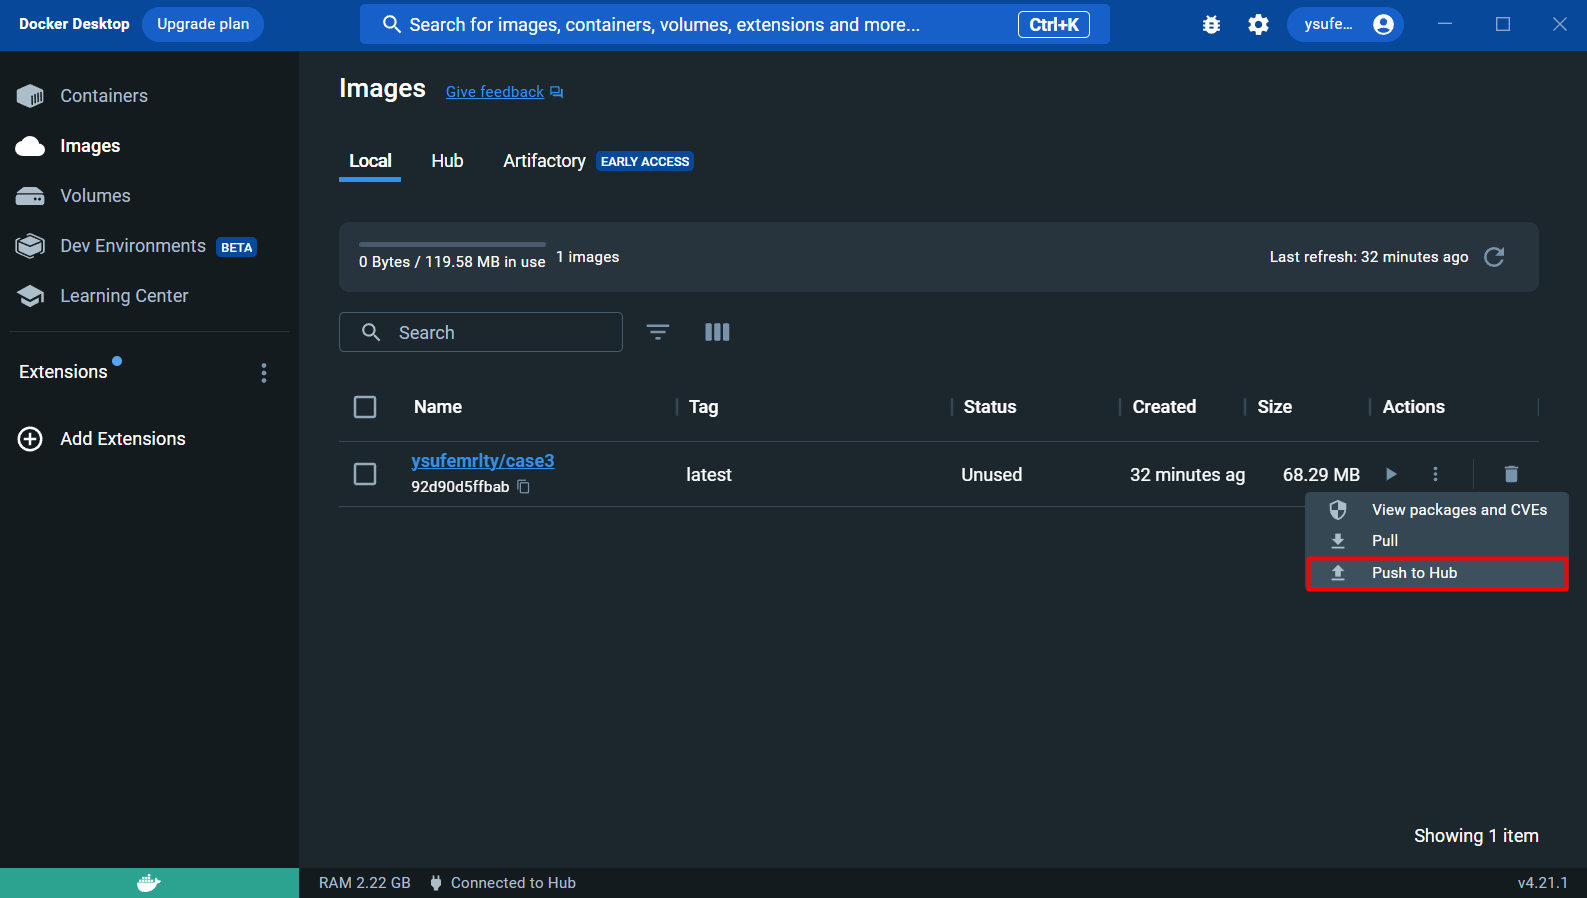 Docker Desktop
Upgrade plan
Search for images, containers, volumes, extensions and more...
Ctrl+K
ysufe...
Containers
Images
Volumes
Dev Environments BETA
Learning Center
Extensions
Add Extensions
Images
Give feedback
Local
Hub
Artifactory EARLY ACCESS
0 Bytes / 119.58 MB in use
1 images
Last refresh: 32 minutes ago
Search
Name
Tag
Status
Created
Size
Actions
ysufemrlty/case3
92d90d5ffbab
latest
Unused
32 minutes ag
68.29 MB
View packages and CVEs
Pull
Push to Hub
Showing 1 item
RAM 2.22 GB
Connected to Hub
v4.21.1